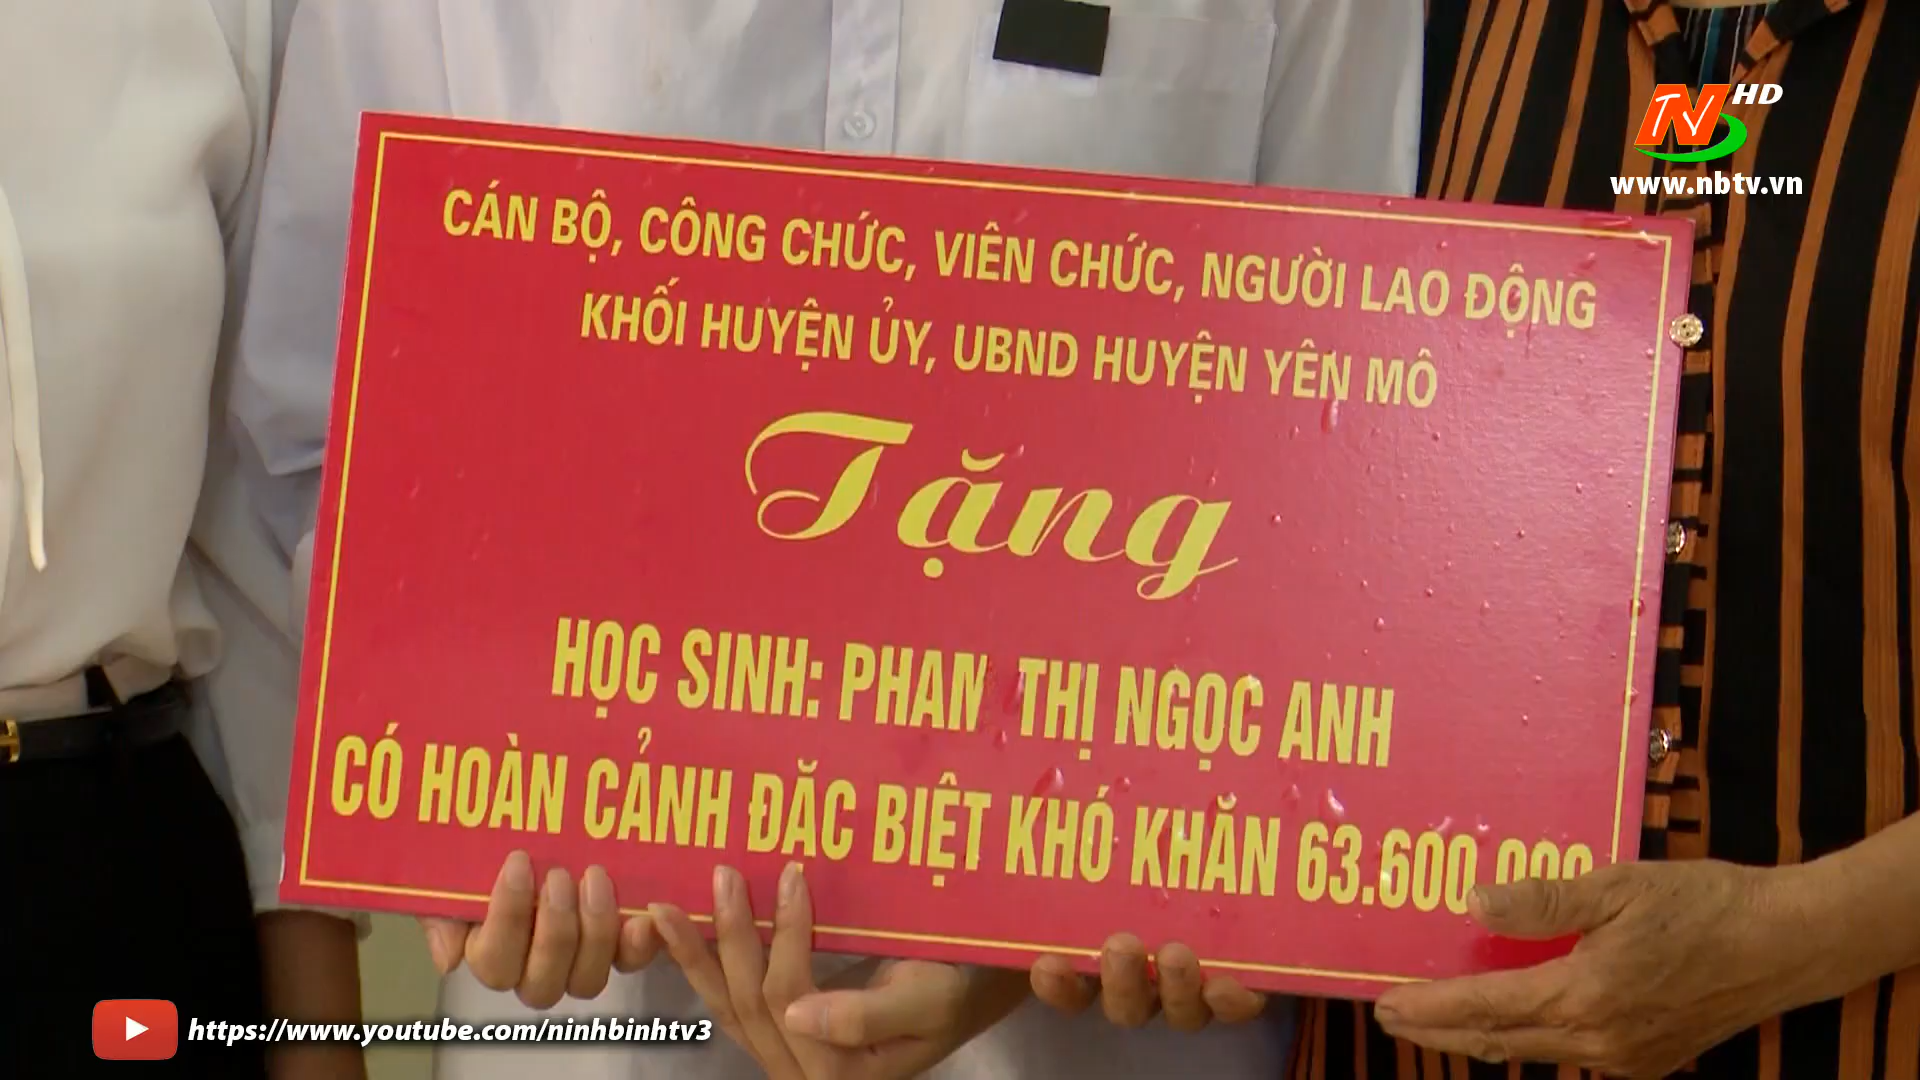 TV N HD
www.nbtv.vn
CÁN BỘ, CÔNG CHỨC, VIÊN CHỨC, NGƯỜI LAO ĐỘNG
KHỐI HUYỆN ỦY, UBND HUYỆN YÊN MÔ
Tặng
HỌC SINH: PHAN THỊ NGỌC ANH
CÓ HOÀN CẢNH ĐẶC BIỆT KHÓ KHĂN 63.600.000
https://www.youtube.com/ninhbinhtv3